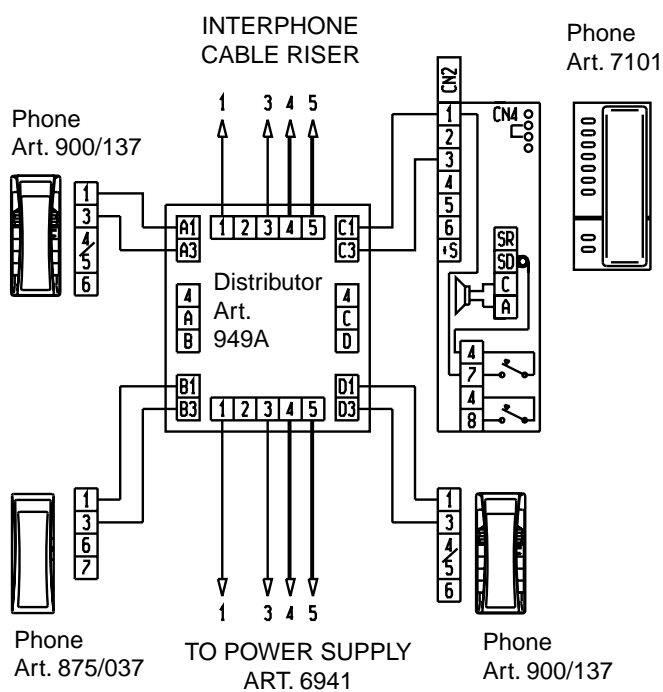 INTERPHONE
CABLE RISER
Phone
Art. 7101
1 3 4 5
Phone
Art. 900/137
1
3
4/5
6
CN2
1
2
3
4
5
6
+S
CN4
A1
A3
1 2 3 4 5
C1
C3
SR
SD
C
A
Distributor
Art.
949A
4
A
B
4
C
D
4
7
4
8
B1
B3
1 2 3 4 5
D1
D3
1
3
6
7
1
3
4/5
6
1 3 4 5
Phone
Art. 875/037
TO POWER SUPPLY
ART. 6941
Phone
Art. 900/137